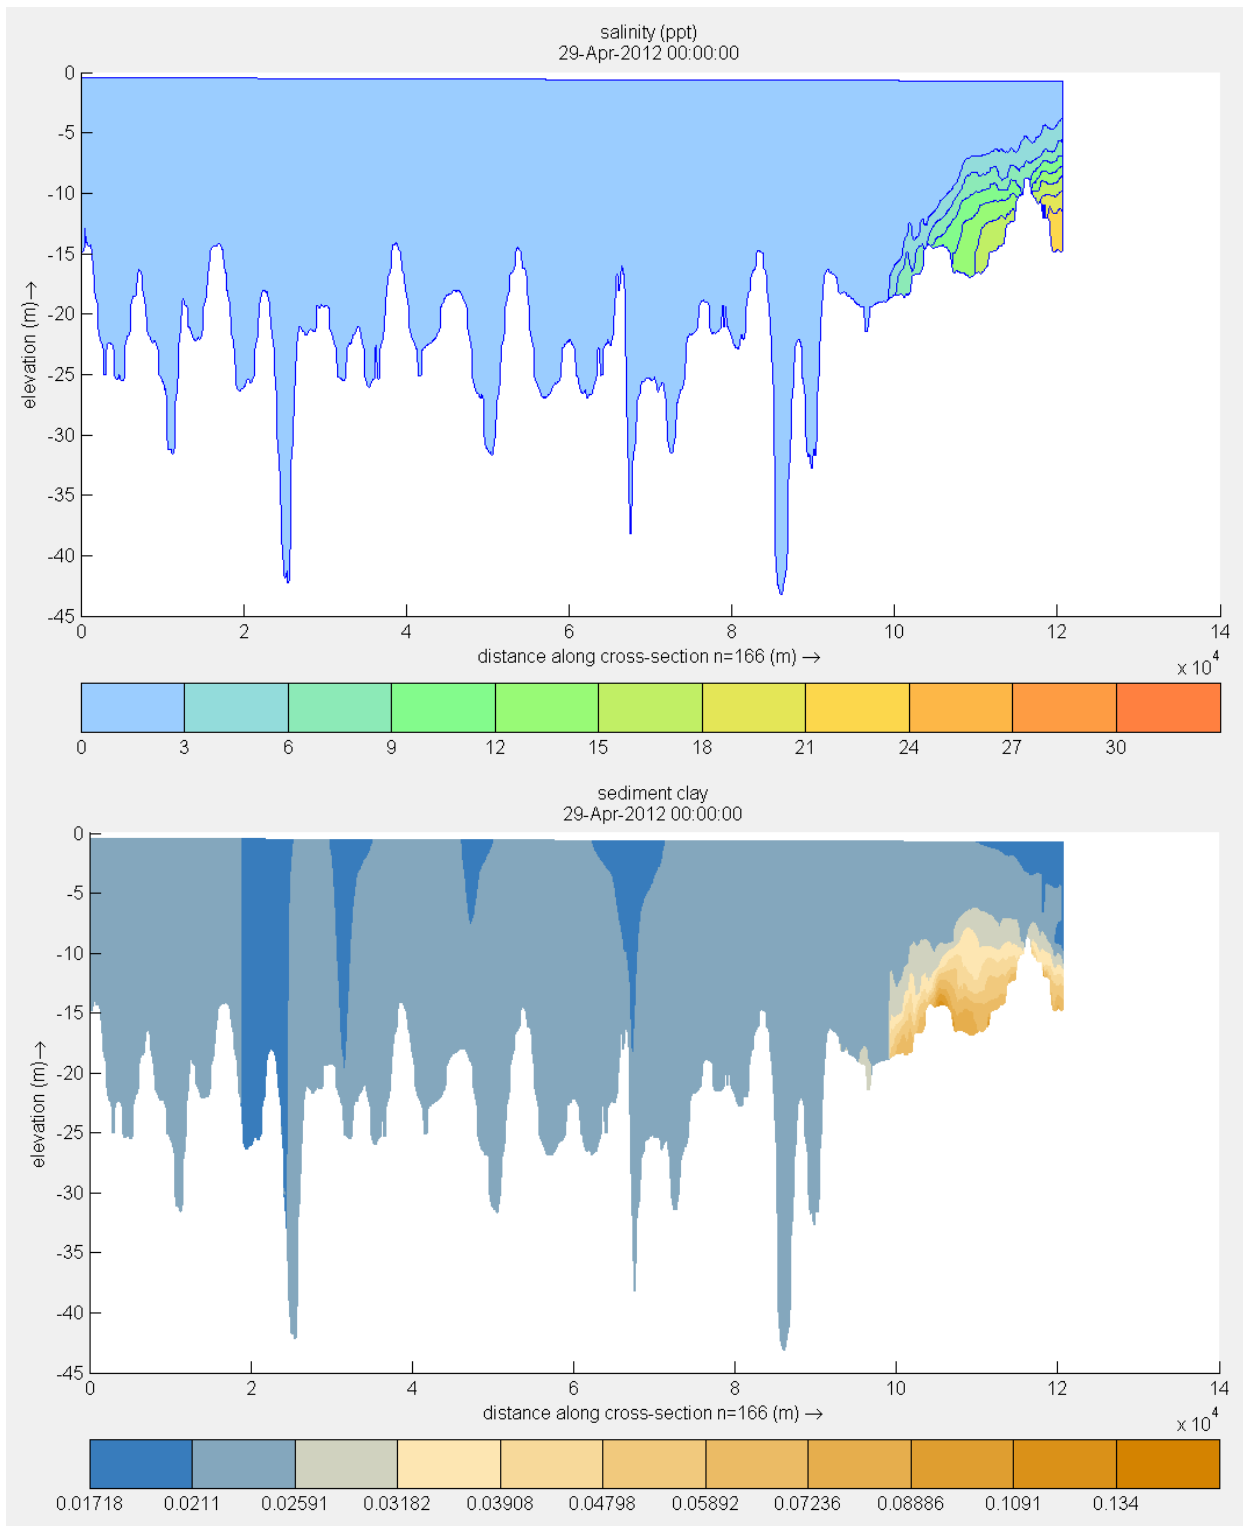 salinity (ppt)
29-Apr-2012 00:00:00
0
-5
-10
-15
-20
-25
-30
-35
-40
-45
elevation (m)→
0 2 4 6 8 10 12 14
distance along cross-section n=166 (m) →
x 10^4
0 3 6 9 12 15 18 21 24 27 30
sediment clay
29-Apr-2012 00:00:00
0
-5
-10
-15
-20
-25
-30
-35
-40
-45
elevation (m)→
0 2 4 6 8 10 12 14
distance along cross-section n=166 (m) →
x 10^4
0.01718 0.0211 0.02591 0.03182 0.03908 0.04798 0.05892 0.07236 0.08886 0.1091 0.134